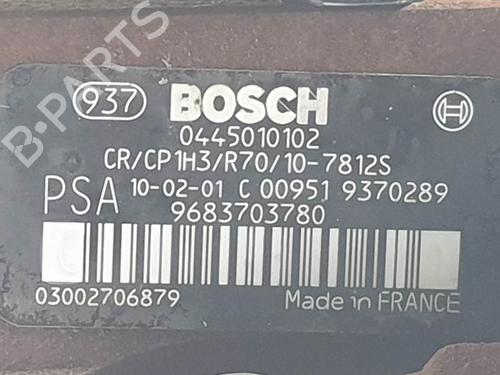 937 BOSCH
0445010102
CR/CP1H3/R70/10-7812S
PSA 10-02-01 C 00951 9370289
9683703780
03002706879 Made in FRANCE
B-PARTS